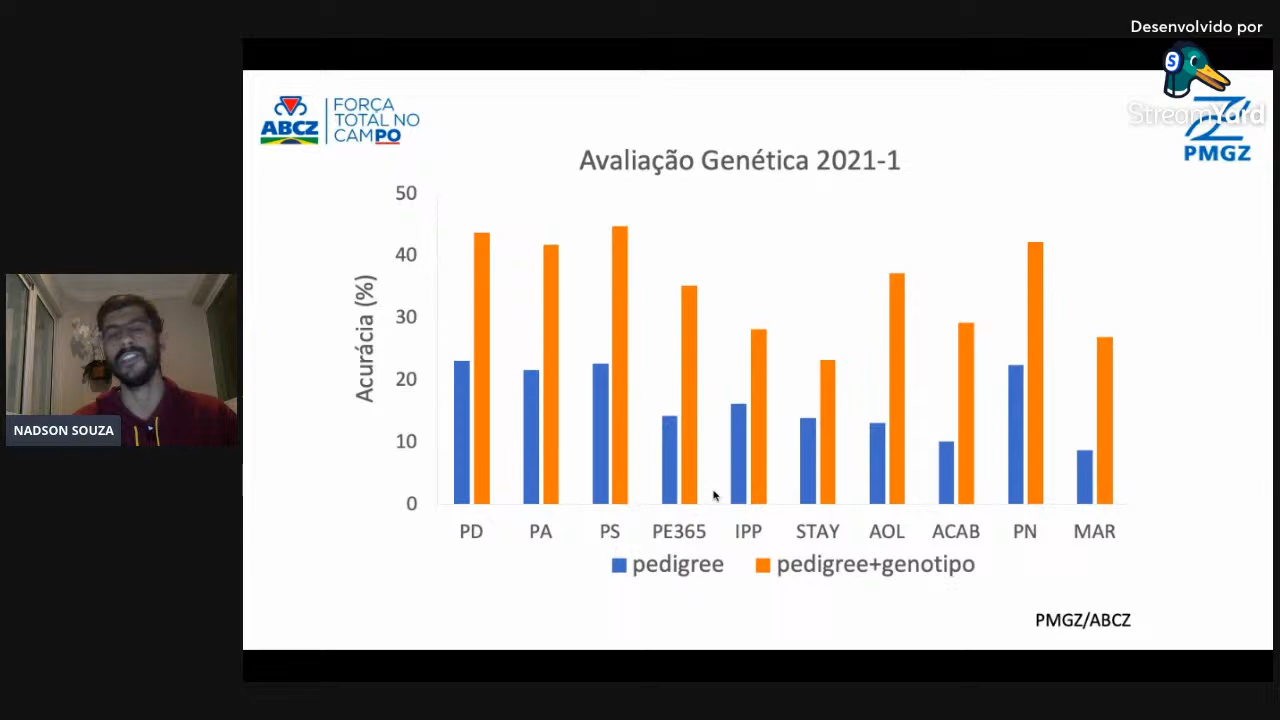 Desenvolvido por
S
StreamYard
ABCZ
FORÇA
TOTAL NO
CAMPO
PMGZ
Avaliação Genética 2021-1
Acurácia (%)
50
40
30
20
10
0
PD PA PS PE365 IPP STAY AOL ACAB PN MAR
pedigree pedigree+genotipo
PMGZ/ABCZ
NADSON SOUZA